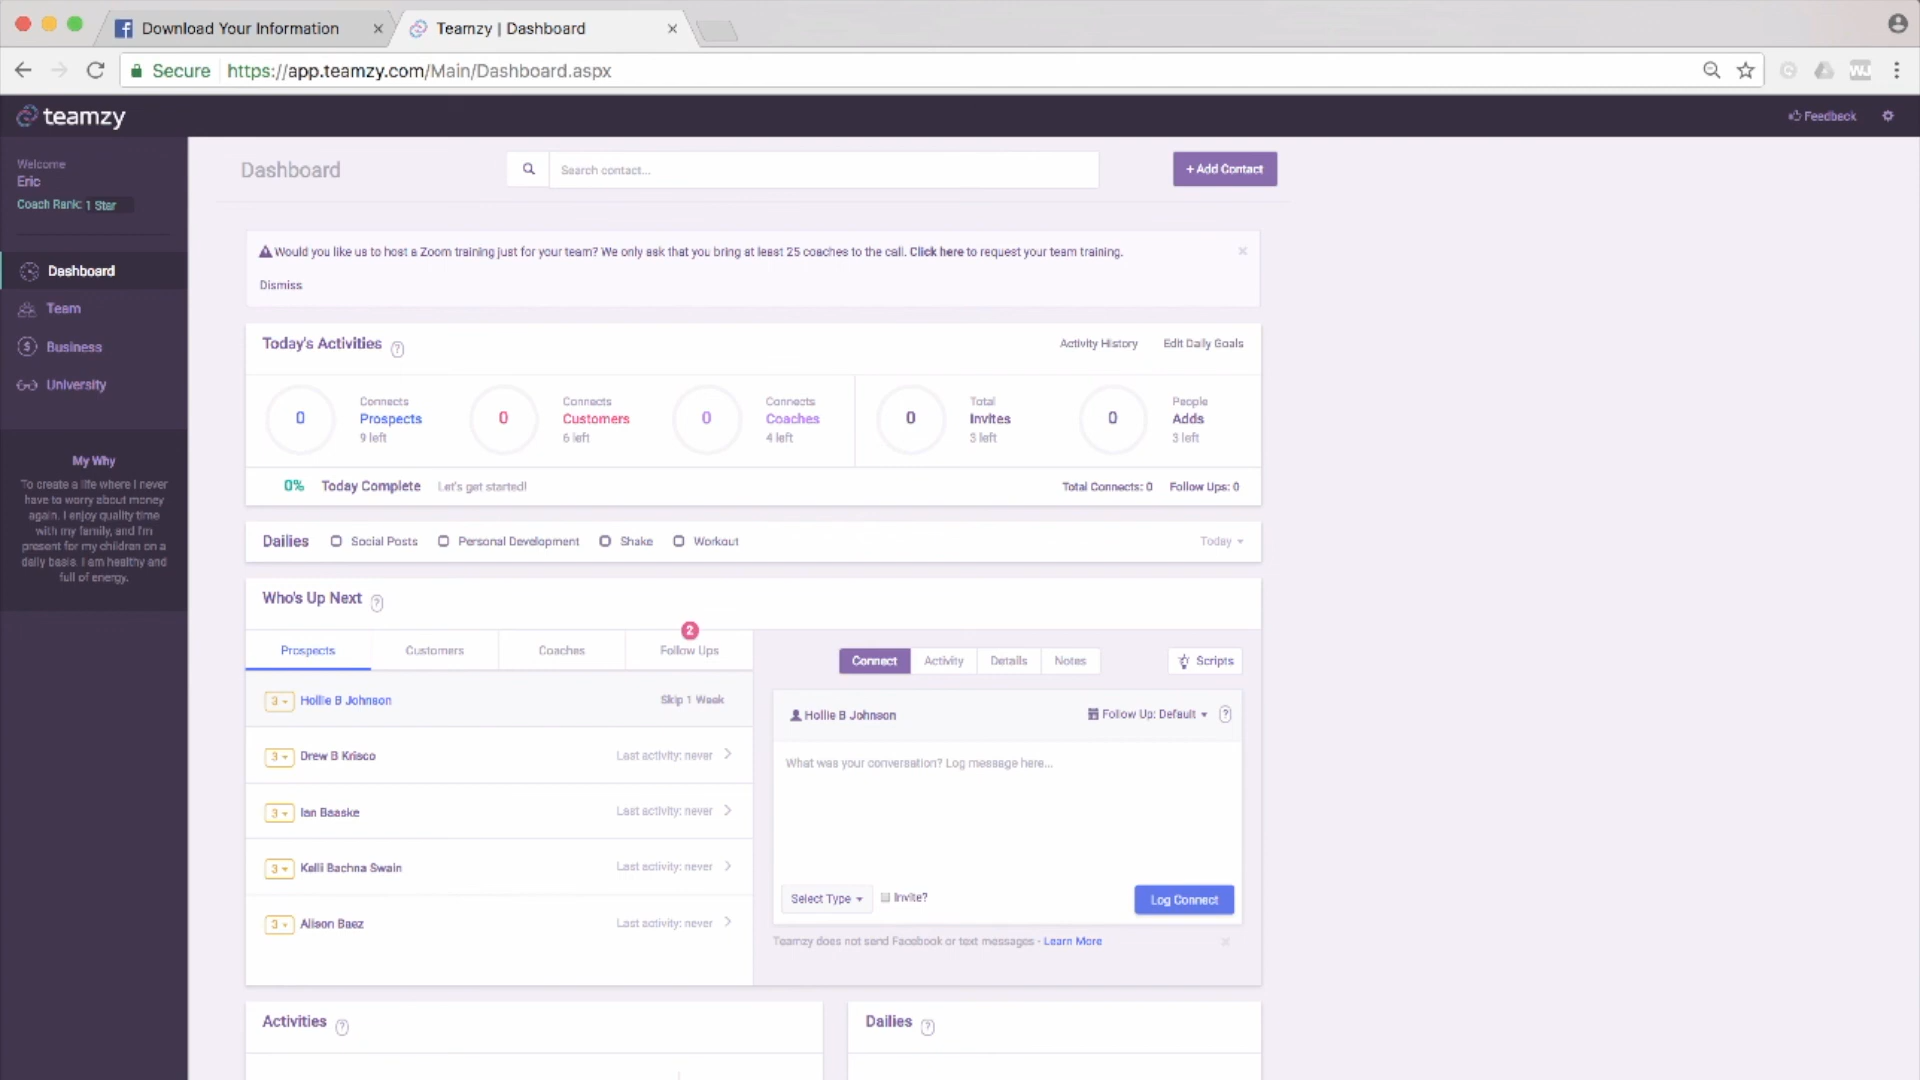 Download Your Information
Teamzy | Dashboard
Secure
https://app.teamzy.com/Main/Dashboard.aspx
teamzy
Feedback
Welcome
Eric
Coach Rank: 1 Star
Dashboard
Team
Business
University
My Why
To create a life where I never
have to worry about money
again. I enjoy quality time
with my family, and I'm
present for my children on a
daily basis. I am healthy and
full of energy.
Dashboard
Search contact...
+ Add Contact
Would you like us to host a Zoom training just for your team? We only ask that you bring at least 25 coaches to the call. Click here to request your team training.
Dismiss
Today's Activities ?
Activity History Edit Daily Goals
0 Connects Prospects 9 left
0 Connects Customers 6 left
0 Connects Coaches 4 left
0 Total Invites 3 left
0 People Adds 3 left
0% Today Complete Let's get started!
Total Connects: 0 Follow Ups: 0
Dailies Social Posts Personal Development Shake Workout Today
Who's Up Next ?
Prospects Customers Coaches Follow Ups 2
3 Hollie B Johnson Skip 1 Week
3 Drew B Krisco Last activity: never
3 Ian Baaske Last activity: never
3 Kelli Bachna Swain Last activity: never
3 Alison Baez Last activity: never
Connect Activity Details Notes Scripts
Hollie B Johnson Follow Up: Default ?
What was your conversation? Log message here...
Select Type Invite? Log Connect
Teamzy does not send Facebook or text messages - Learn More
Activities ?
Dailies ?